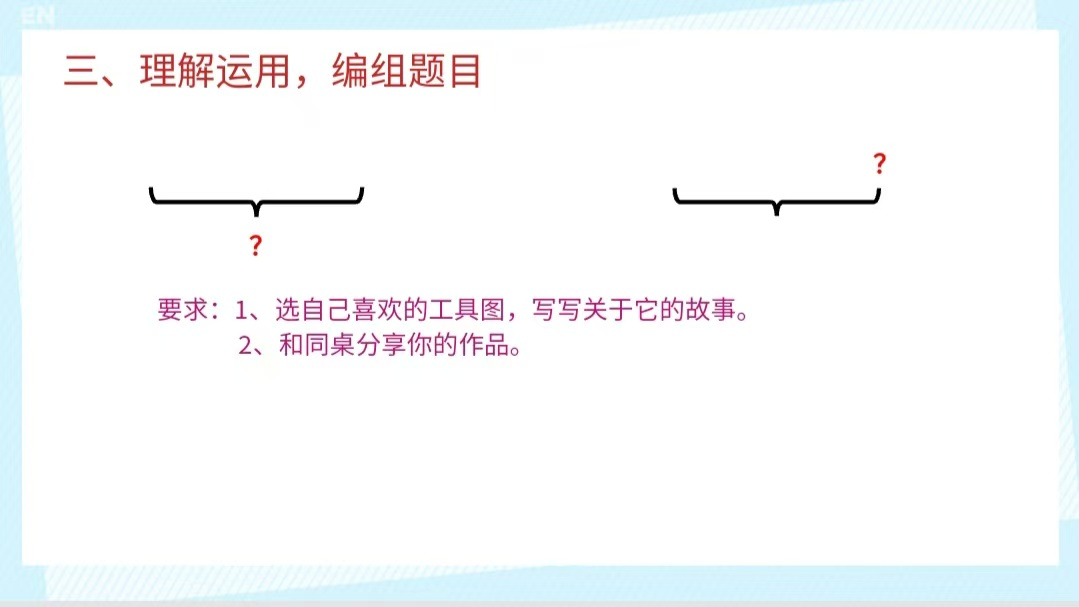 EN
三、理解运用，编组题目
?
?
要求：1、选自己喜欢的工具图，写写关于它的故事。
2、和同桌分享你的作品。